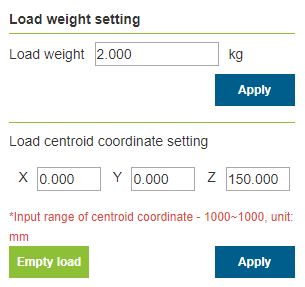 Load weight setting
Load weight 2.000 kg
Apply
Load centroid coordinate setting
X 0.000 Y 0.000 Z 150.000
*Input range of centroid coordinate - 1000~1000, unit:
mm
Empty load Apply